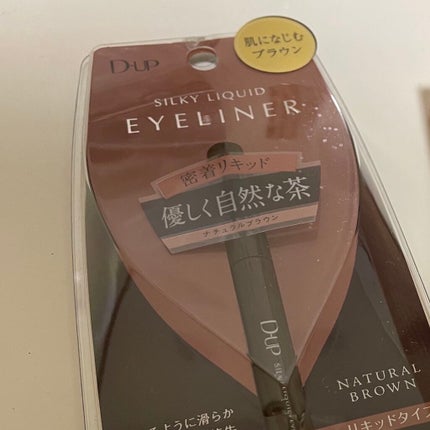 肌になじむ
ブラウン
D-UP
SILKY LIQUID
EYELINER
密着リキッド
優しく自然な茶
ナチュラルブラウン
D-UP
NATURAL
BROWN
ように滑らか
リキッドタイプ